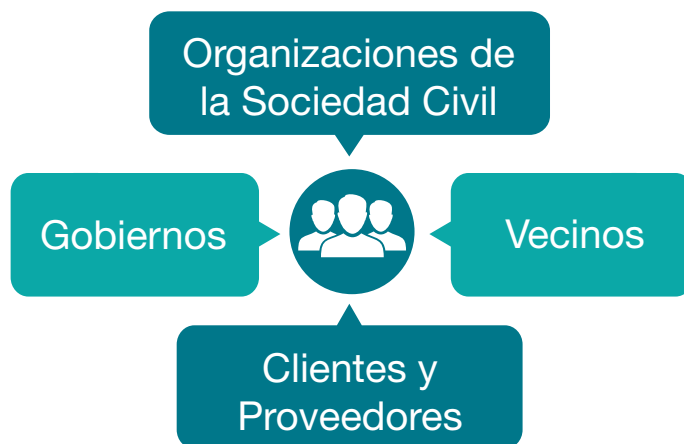 Organizaciones de
la Sociedad Civil
Gobiernos
Vecinos
Clientes y
Proveedores